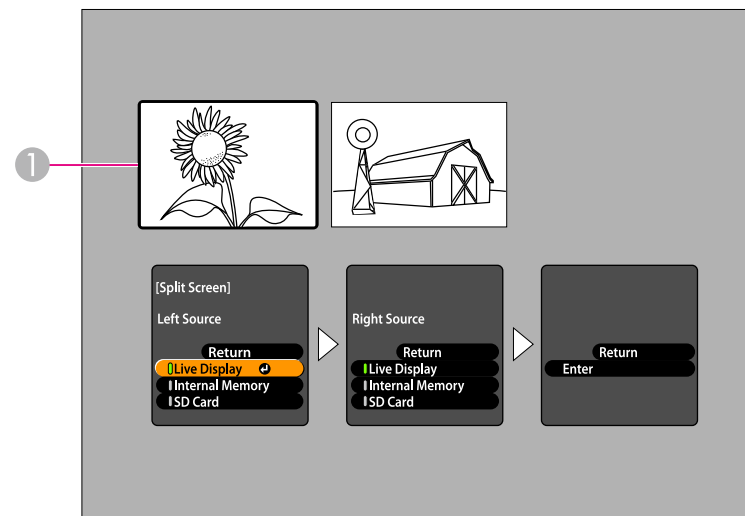 1
[Split Screen]
Left Source
Return
Live Display
Internal Memory
SD Card
Right Source
Return
Live Display
Internal Memory
SD Card
Return
Enter